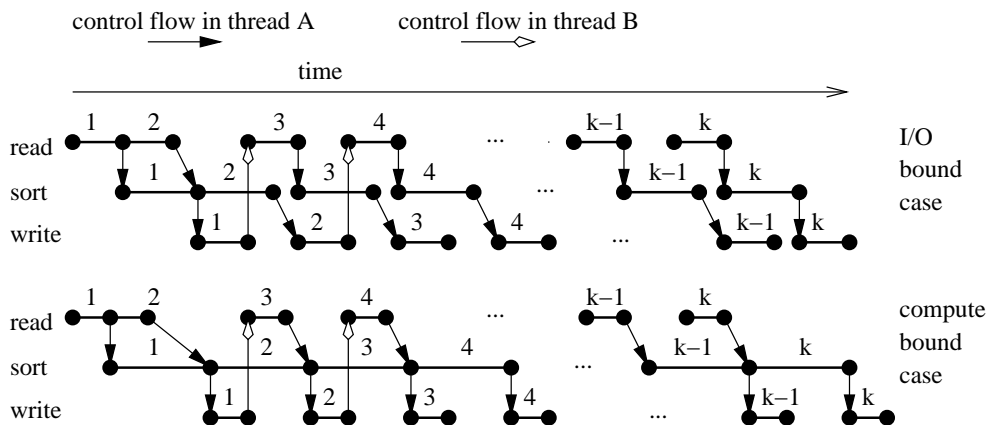 control flow in thread A control flow in thread B
time
1 2 3 4 ... k−1 k I/O
read
1 2 3 4 ... k−1 k bound
sort
1 2 3 4 ... k−1 k case
write
1 2 3 4 ... k−1 k compute
read
1 2 3 4 ... k−1 k bound
sort
1 2 3 4 ... k−1 k case
write